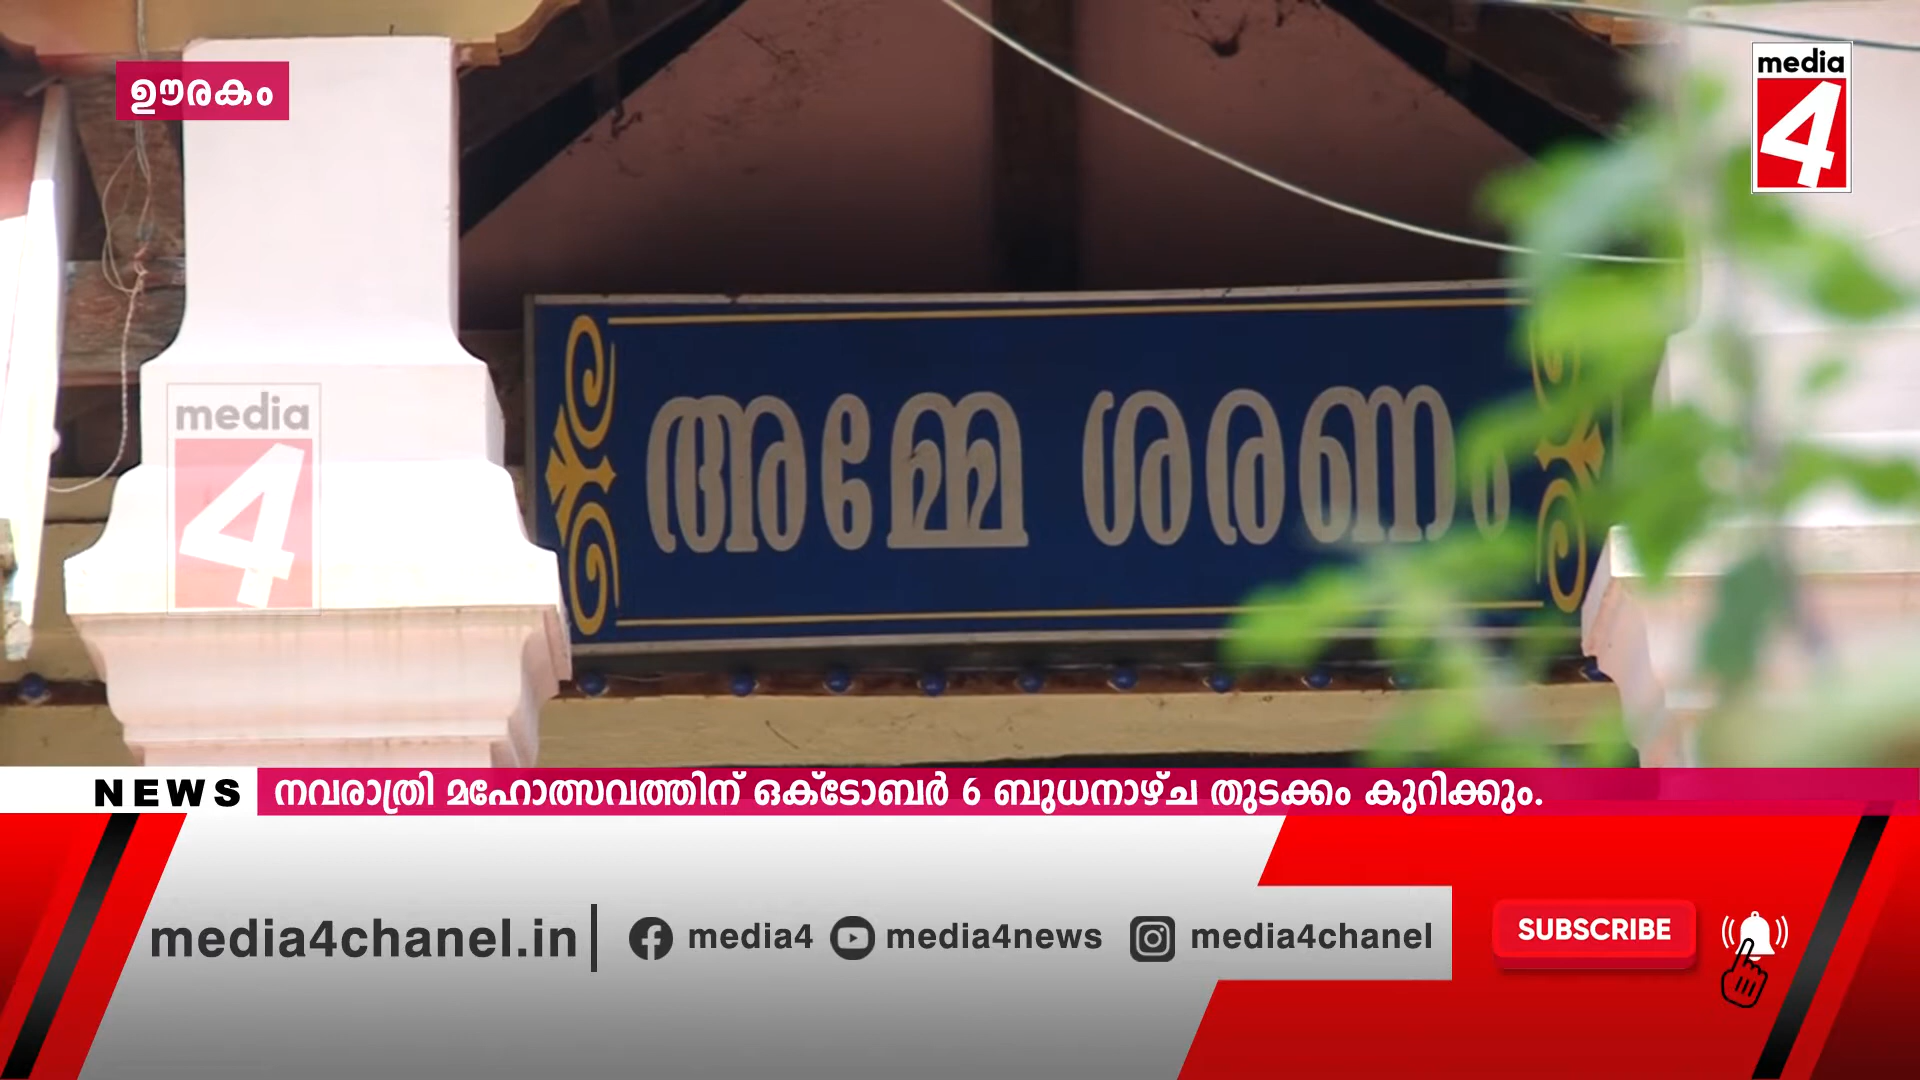 ഊരകം
media
4
അമ്മേ ശരണം
media
4
NEWS നവരാത്രി മഹോത്സവത്തിന് ഒക്ടോബർ 6 ബുധനാഴ്ച തുടക്കം കുറിക്കും.
media4chanel.in | media4 media4news media4chanel
SUBSCRIBE